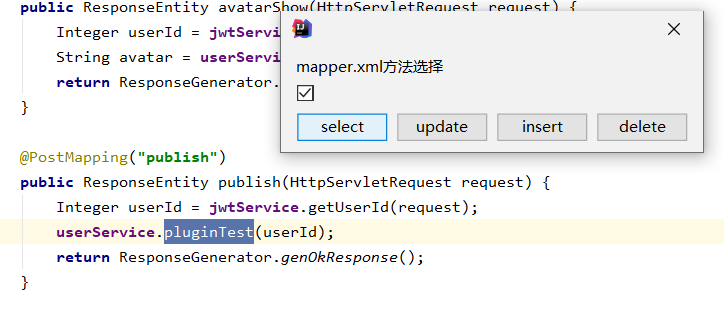 public ResponseEntity avatarShow(HttpServletRequest request) {
Integer userId = jwtServi
String avatar = userServi
return ResponseGenerator.
}
mapper.xml方法选择
select update insert delete
@PostMapping("publish")
public ResponseEntity publish(HttpServletRequest request) {
Integer userId = jwtService.getUserId(request);
userService.pluginTest(userId);
return ResponseGenerator.genOkResponse();
}